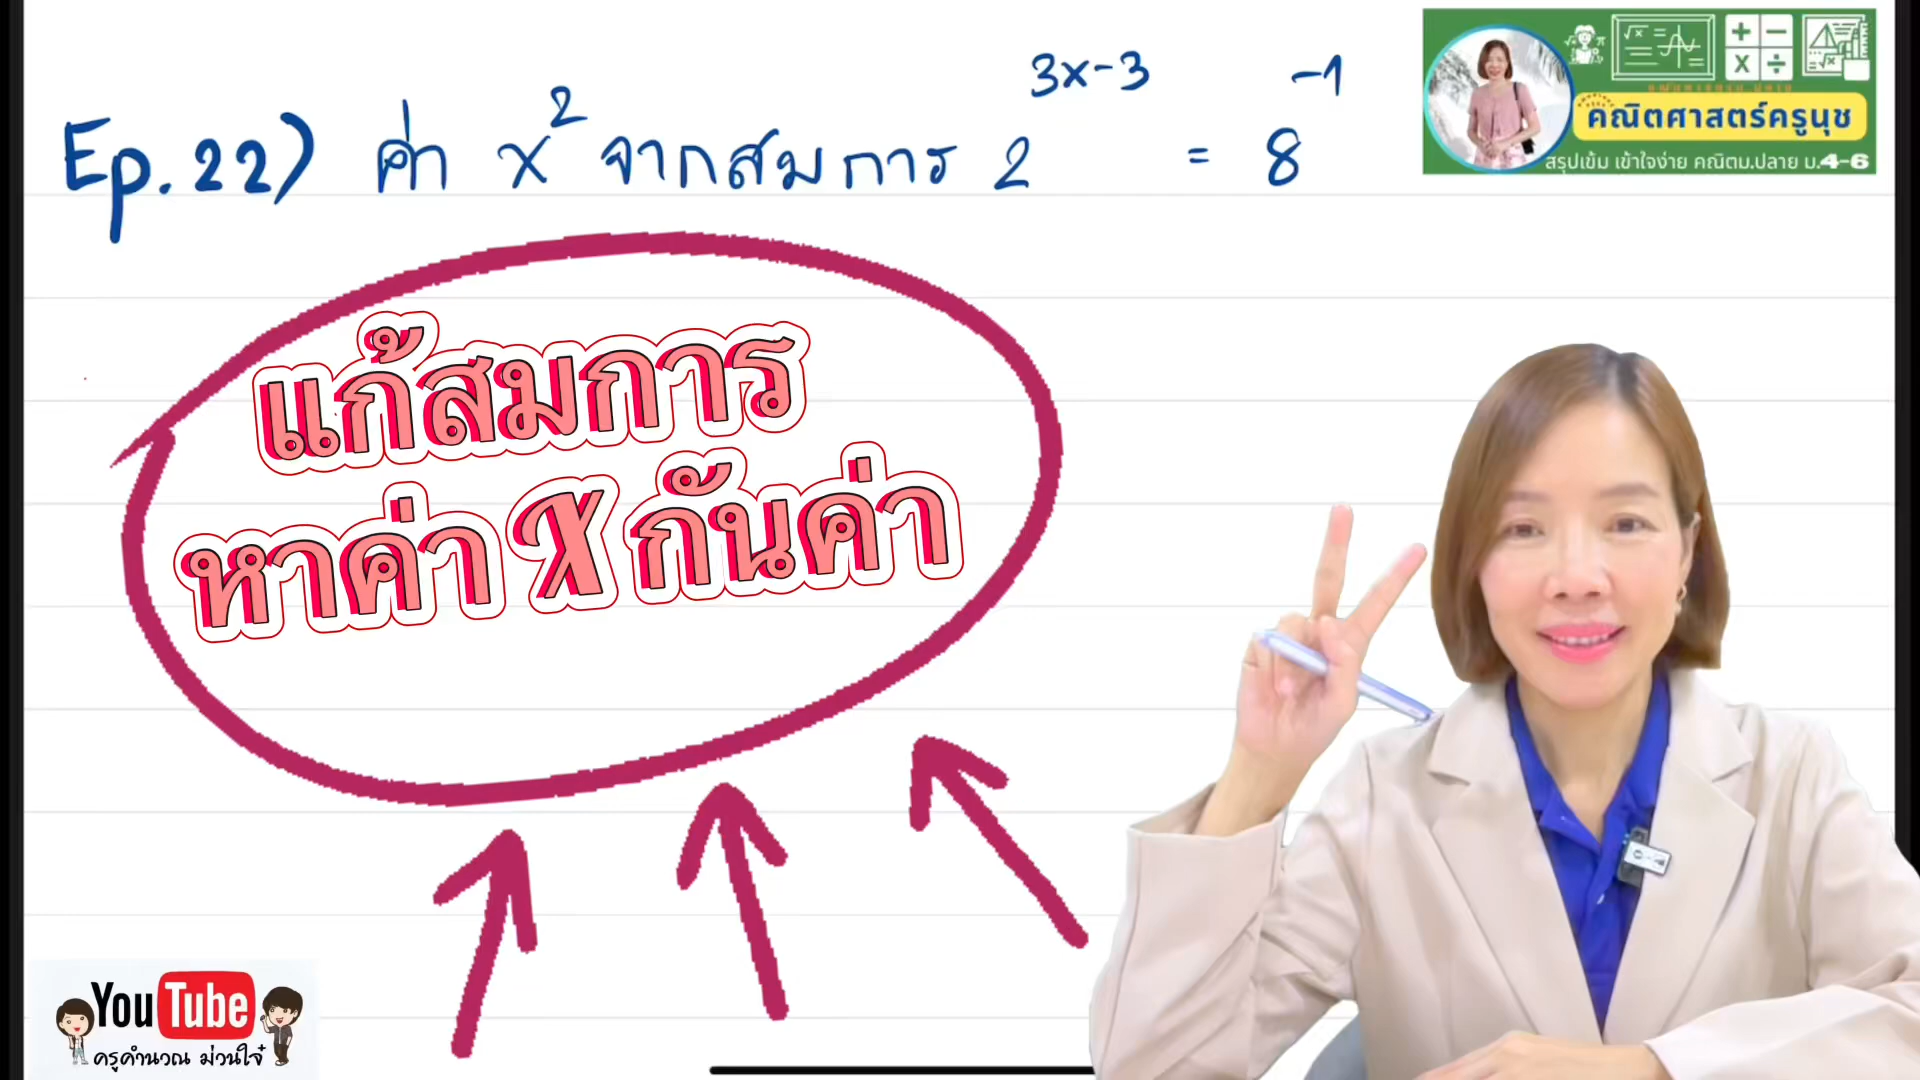 Ep.22) ค่า x² จากสมการ 2³ˣ⁻³ = 8⁻¹
คณิตศาสตร์ครูนุช
สรุปเข้ม เข้าใจง่าย คณิตม.ปลาย ม.4-6
แก้สมการ
หาค่า X กันค่า
YouTube
ครูคำนวณ ม่วนใจ๋